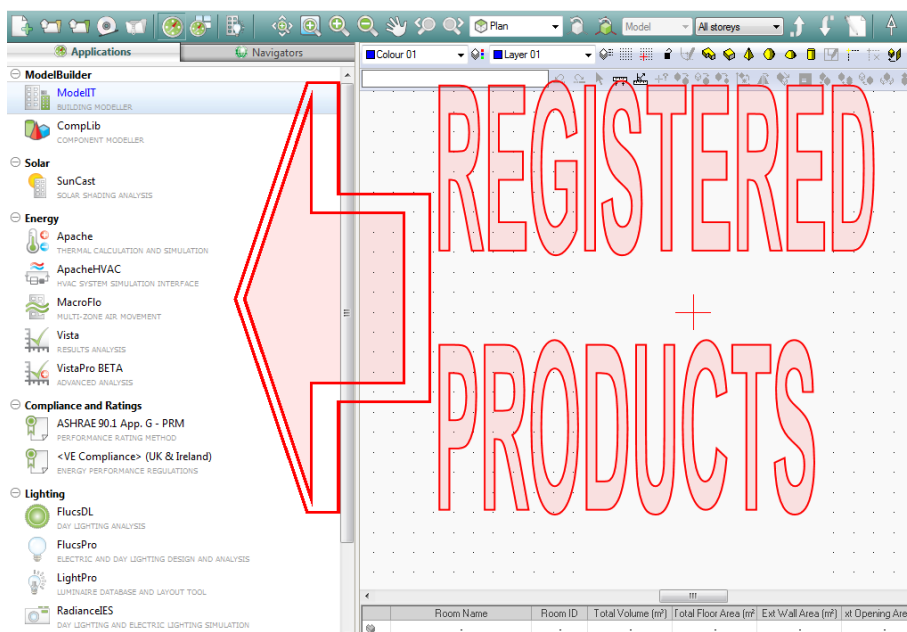 Plan
Model
All storeys
Applications
Navigators
Colour 01
Layer 01
ModelBuilder
ModelIT
BUILDING MODELLER
CompLib
COMPONENT MODELLER
Solar
SunCast
SOLAR SHADING ANALYSIS
Energy
Apache
THERMAL CALCULATION AND SIMULATION
ApacheHVAC
HVAC SYSTEM SIMULATION INTERFACE
MacroFlo
MULTI-ZONE AIR MOVEMENT
Vista
RESULTS ANALYSIS
VistaPro BETA
ADVANCED ANALYSIS
Compliance and Ratings
ASHRAE 90.1 App. G - PRM
PERFORMANCE RATING METHOD
<VE Compliance> (UK & Ireland)
ENERGY PERFORMANCE REGULATIONS
Lighting
FlucsDL
DAY LIGHTING ANALYSIS
FlucsPro
ELECTRIC AND DAY LIGHTING DESIGN AND ANALYSIS
LightPro
LUMINAIRE DATABASE AND LAYOUT TOOL
RadianceIES
DAY LIGHTING AND ELECTRIC LIGHTING SIMULATION
REGISTERED
PRODUCTS
Room Name Room ID Total Volume (m³) Total Floor Area (m² Ext Wall Area (m²) xt Opening Are